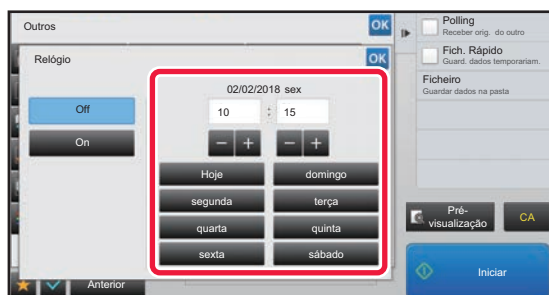 Outros
OK
Relógio
OK
Off
On
02/02/2018 sex
10 : 15
− + − +
Hoje domingo
segunda terça
quarta quinta
sexta sábado
Anterior
Polling
Receber orig. do outro
Fich. Rápido
Guard. dados temporariam.
Ficheiro
Guardar dados na pasta
Pré-
visualização
CA
Iniciar